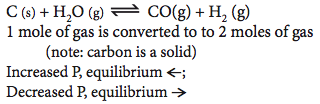 C (s) + H₂O (g) ⇌ CO(g) + H₂ (g)
1 mole of gas is converted to to 2 moles of gas
(note: carbon is a solid)
Increased P, equilibrium ←;
Decreased P, equilibrium →